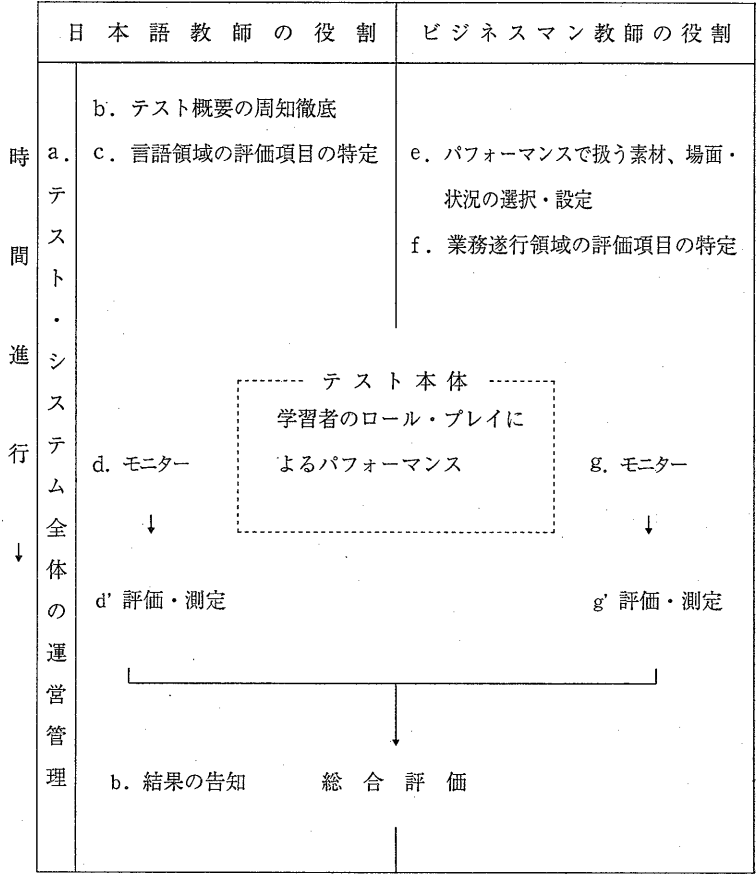 日本語教師の役割
ビジネスマン教師の役割
時間進行↓
a.テスト・システム全体の運営管理
b. テスト概要の周知徹底
c. 言語領域の評価項目の特定
e. パフォーマンスで扱う素材、場面・
状況の選択・設定
f. 業務遂行領域の評価項目の特定
テスト本体
学習者のロール・プレイに
よるパフォーマンス
d. モニター
g. モニター
↓
↓
d' 評価・測定
g' 評価・測定
b. 結果の告知
総合評価